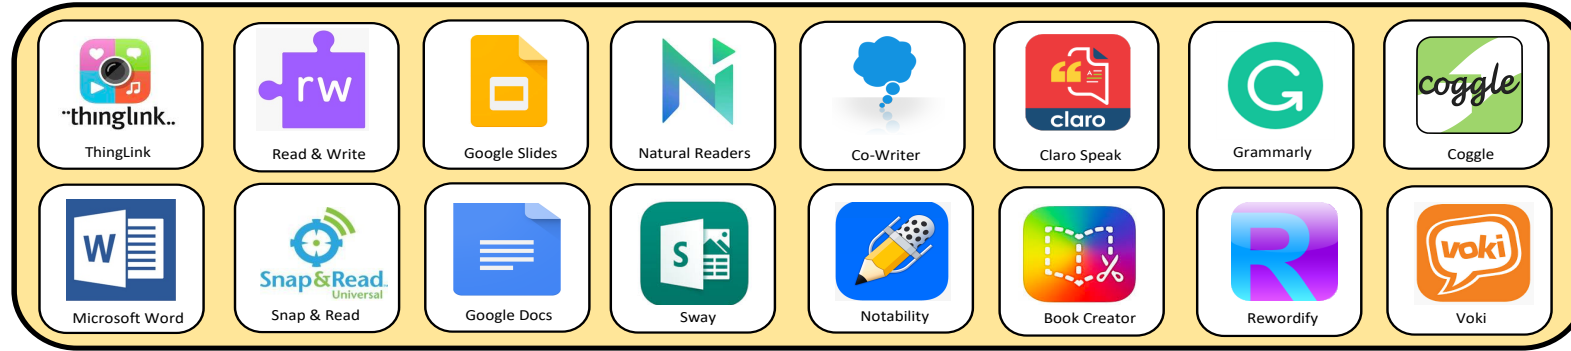 ¨thınglınk..
ThingLink
rw
Read & Write
Google Slides
N
Natural Readers
Co-Writer
claro
Claro Speak
G
Grammarly
coggle
Coggle
W
Microsoft Word
Snap&Read
Universal
Snap & Read
Google Docs
S
Sway
Notability
Book Creator
R
Rewordify
voki
Voki